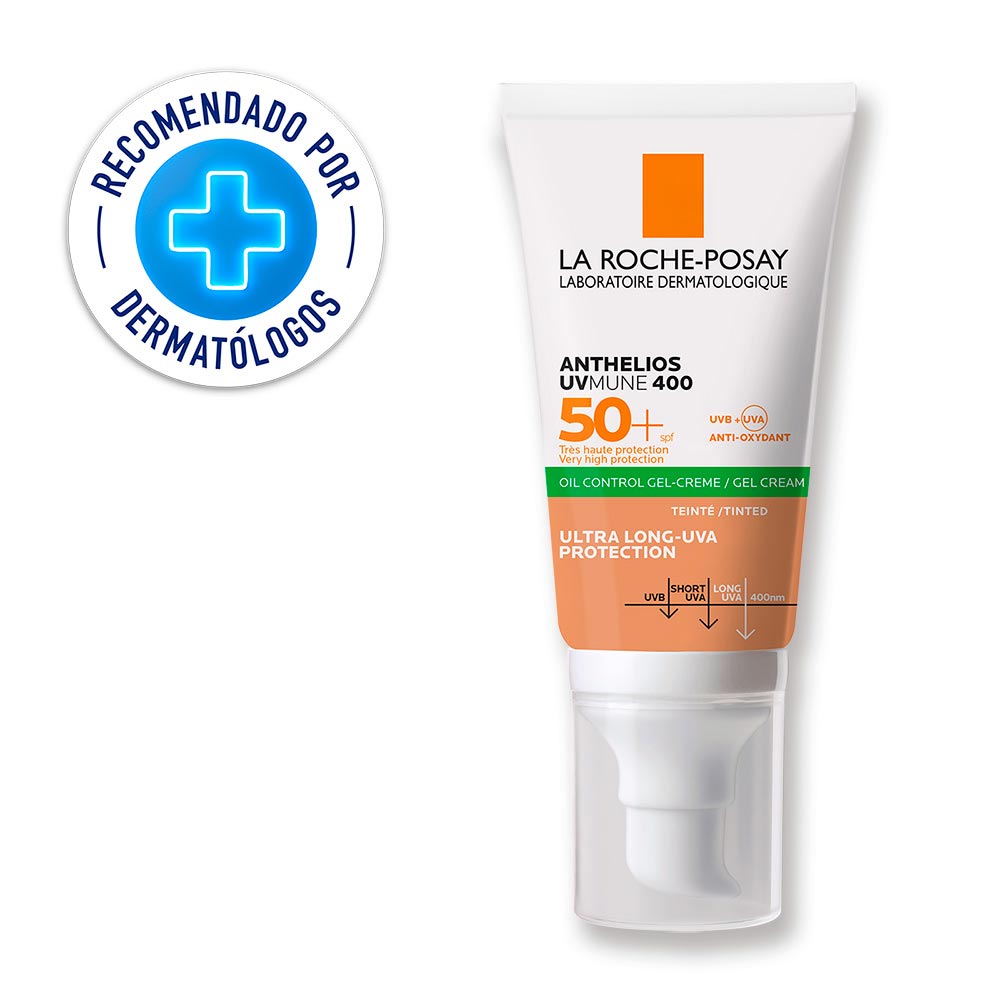 RECOMENDADO POR
DERMATÓLOGOS
LA ROCHE-POSAY
LABORATOIRE DERMATOLOGIQUE
ANTHELIOS
UVMUNE 400
50+ spf
UVB + UVA
ANTI-OXYDANT
Très haute protection
Very high protection
OIL CONTROL GEL-CREME / GEL CREAM
TEINTÉ /TINTED
ULTRA LONG-UVA
PROTECTION
UVB SHORT UVA LONG UVA 400nm